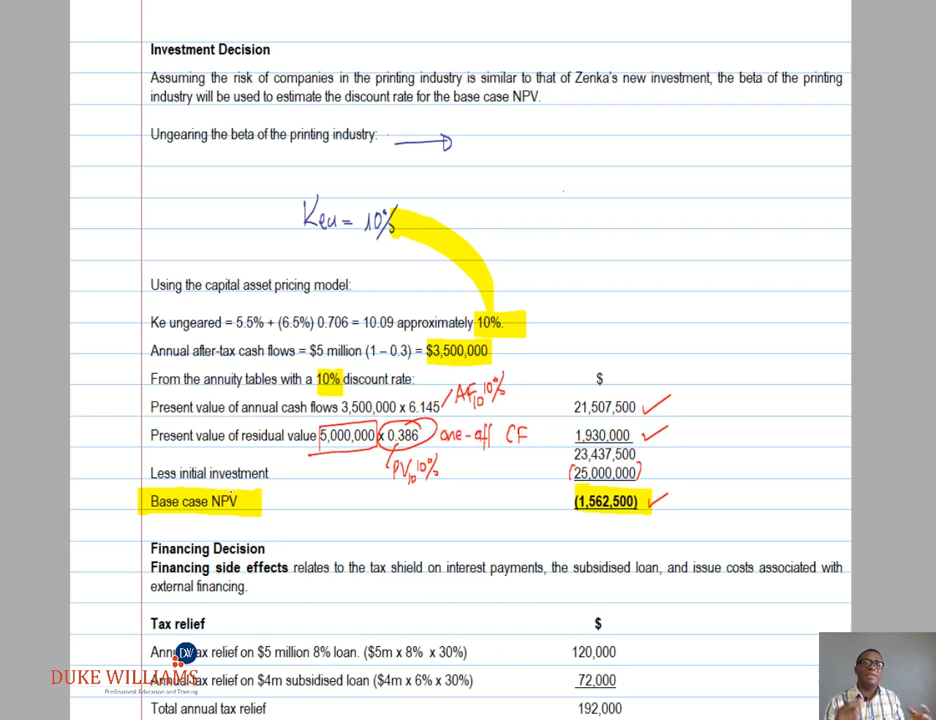 Investment Decision
Assuming the risk of companies in the printing industry is similar to that of Zenka's new investment, the beta of the printing
industry will be used to estimate the discount rate for the base case NPV.
Ungearing the beta of the printing industry:
Keu = 10%
Using the capital asset pricing model:
Ke ungeared = 5.5% + (6.5%) 0.706 = 10.09 approximately 10%.
Annual after-tax cash flows = $5 million (1 – 0.3) = $3,500,000
From the annuity tables with a 10% discount rate: $
Present value of annual cash flows 3,500,000 x 6.145 / AF10 10% 21,507,500
Present value of residual value 5,000,000 x 0.386 one-off CF 1,930,000
23,437,500
PV10 10%
Less initial investment (25,000,000)
Base case NPV (1,562,500)
Financing Decision
Financing side effects relates to the tax shield on interest payments, the subsidised loan, and issue costs associated with
external financing.
Tax relief $
Ann ax relief on $5 million 8% loan. ($5m x 8% x 30%) 120,000
DW
DUKE WILLIAMS
Annual tax relief on $4m subsidised loan ($4m x 6% x 30%) 72,000
Professional Education and Training
Total annual tax relief 192,000